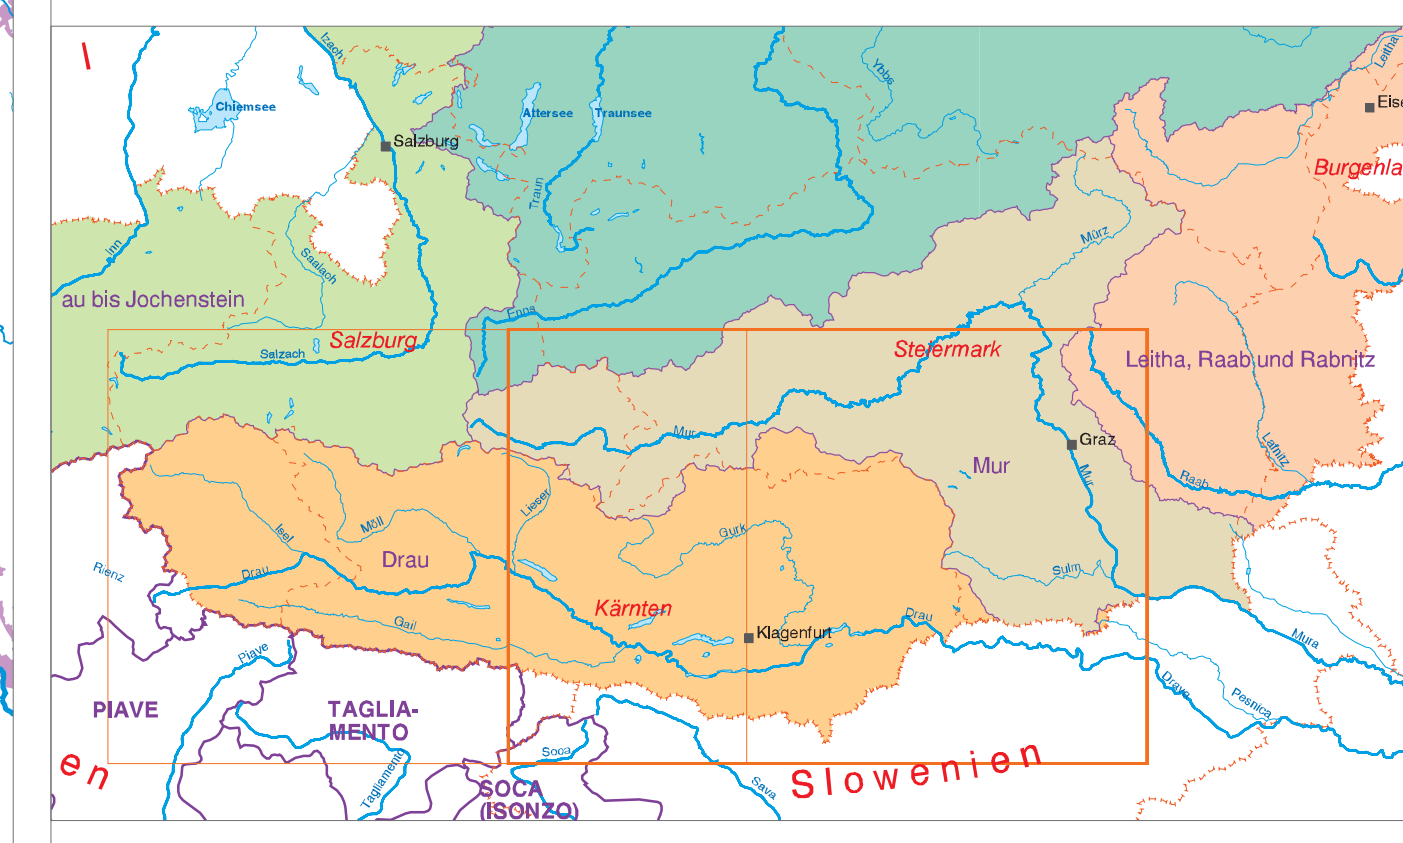 I
Izach
Chiemsee
Salzburg
Attersee
Traunsee
Traun
Ybbs
Leitha
Eise
Burgenla
Inn
Saalach
au bis Jochenstein
Salzburg
Salzach
Enns
Mürz
Steiermark
Leitha, Raab und Rabnitz
Mur
Mur
Graz
Mur
Lafnitz
Raab
Isel
Möll
Lieser
Drau
Drau
Rienz
Gail
Gurk
Sulm
Kärnten
Klagenfurt
Drau
Piave
PIAVE
TAGLIA-
MENTO
Tagliamento
Soca
SOCA
(ISONZO)
Sava
Slowenien
en
Drava
Pesnica
Mura